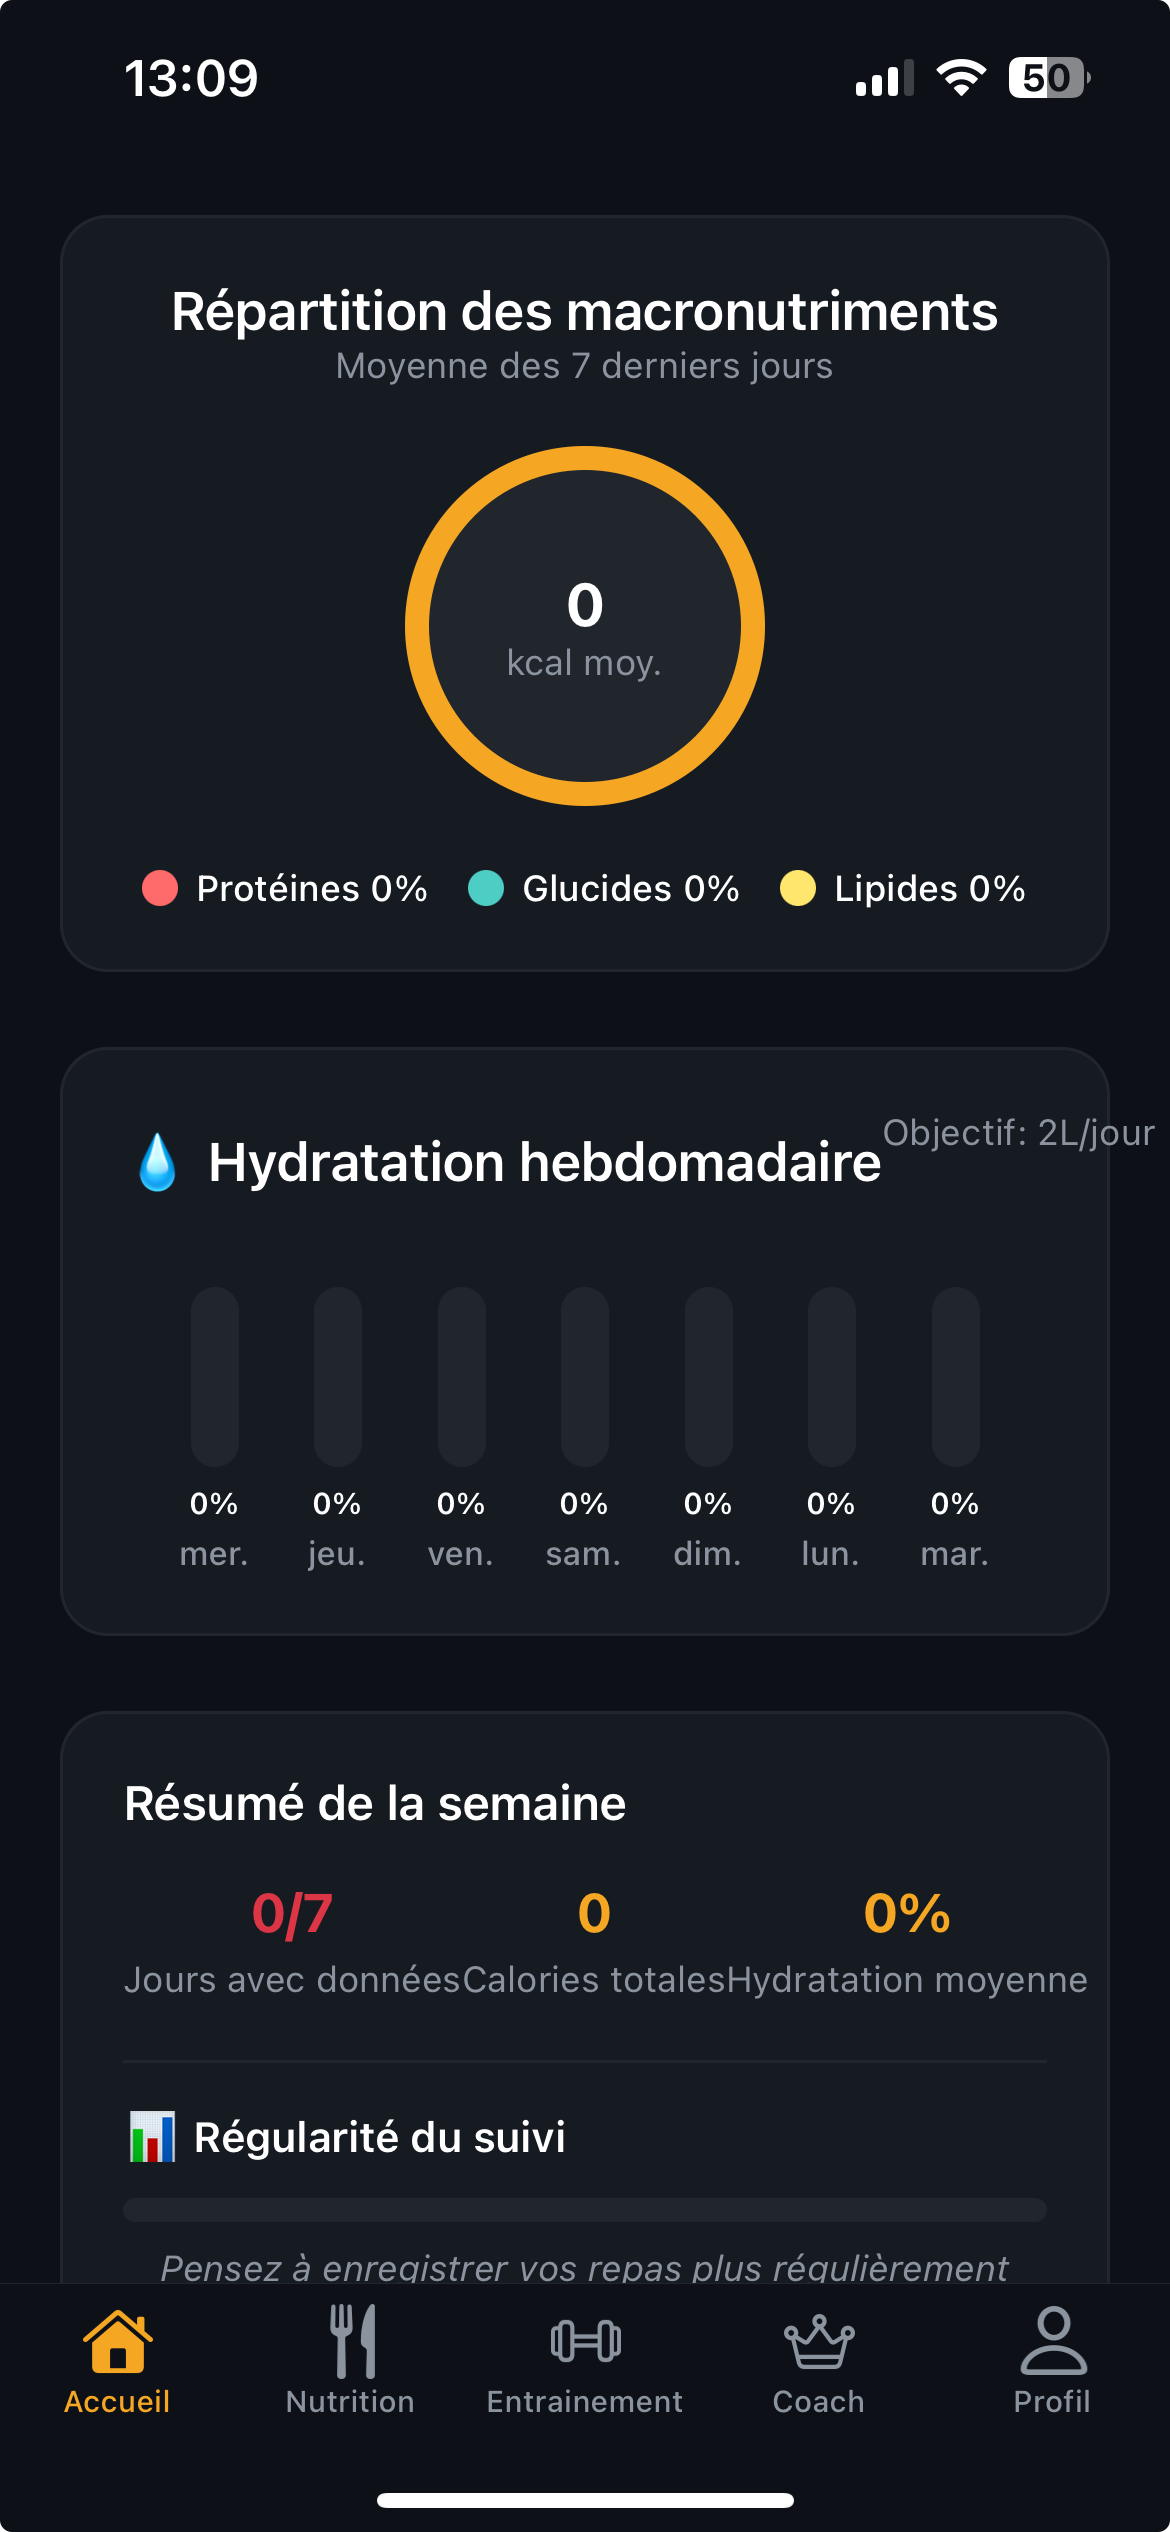 13:09
50
Répartition des macronutriments
Moyenne des 7 derniers jours
0
kcal moy.
Protéines 0% Glucides 0% Lipides 0%
Objectif: 2L/jour
Hydratation hebdomadaire
0% 0% 0% 0% 0% 0% 0%
mer. jeu. ven. sam. dim. lun. mar.
Résumé de la semaine
0/7 0 0%
Jours avec données Calories totales Hydratation moyenne
Régularité du suivi
Pensez à enregistrer vos repas plus régulièrement
Accueil Nutrition Entrainement Coach Profil